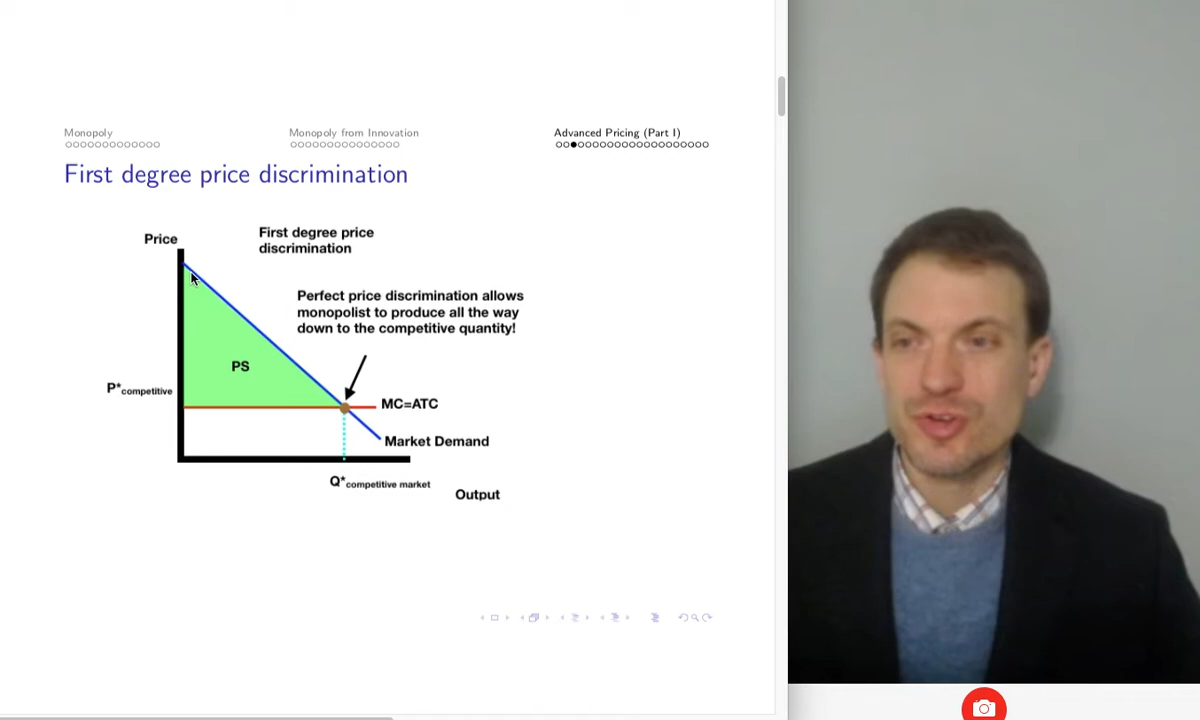 Monopoly
Monopoly from Innovation
Advanced Pricing (Part I)
First degree price discrimination
Price
First degree price
discrimination
Perfect price discrimination allows
monopolist to produce all the way
down to the competitive quantity!
PS
P*competitive
MC=ATC
Market Demand
Q*competitive market
Output